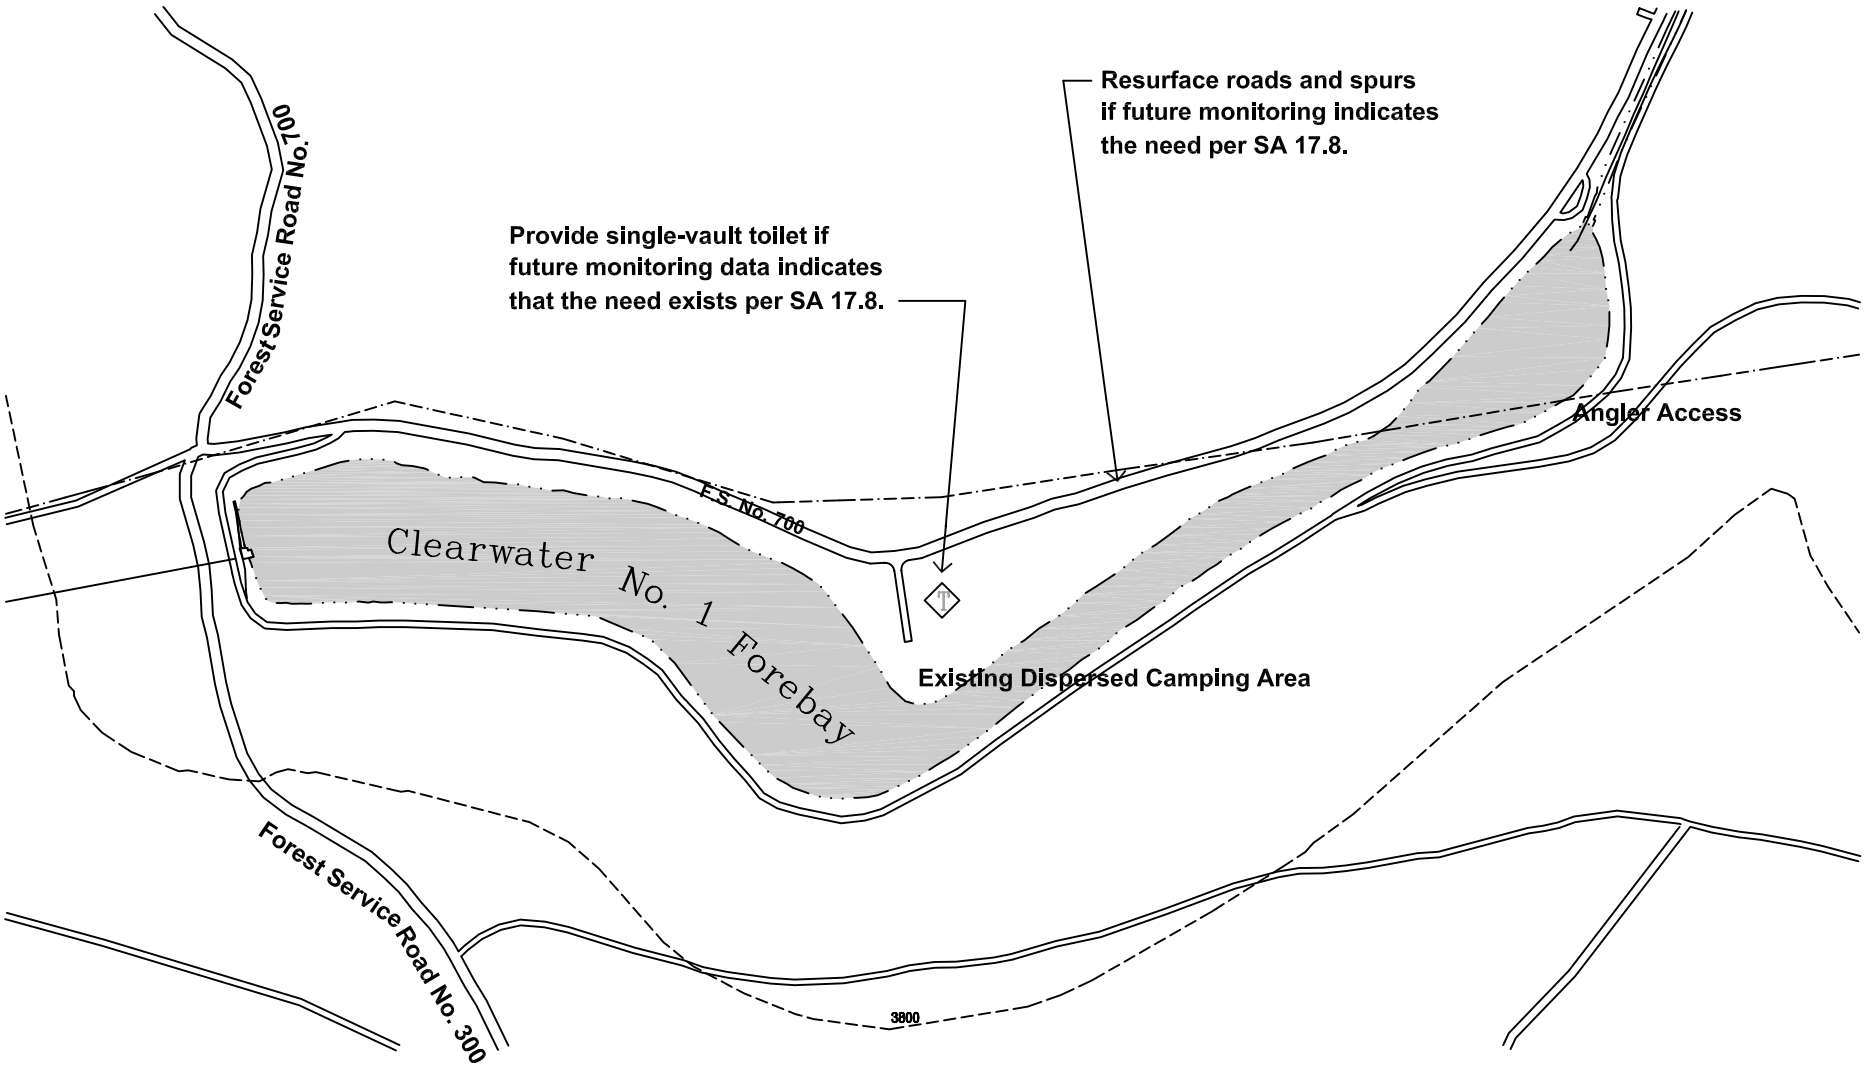 Resurface roads and spurs
if future monitoring indicates
the need per SA 17.8.
Forest Service Road No. 700
Provide single-vault toilet if
future monitoring data indicates
that the need exists per SA 17.8.
Angler Access
F.S. No. 700
Clearwater No. 1 Forebay
T
Existing Dispersed Camping Area
Forest Service Road No. 300
3800